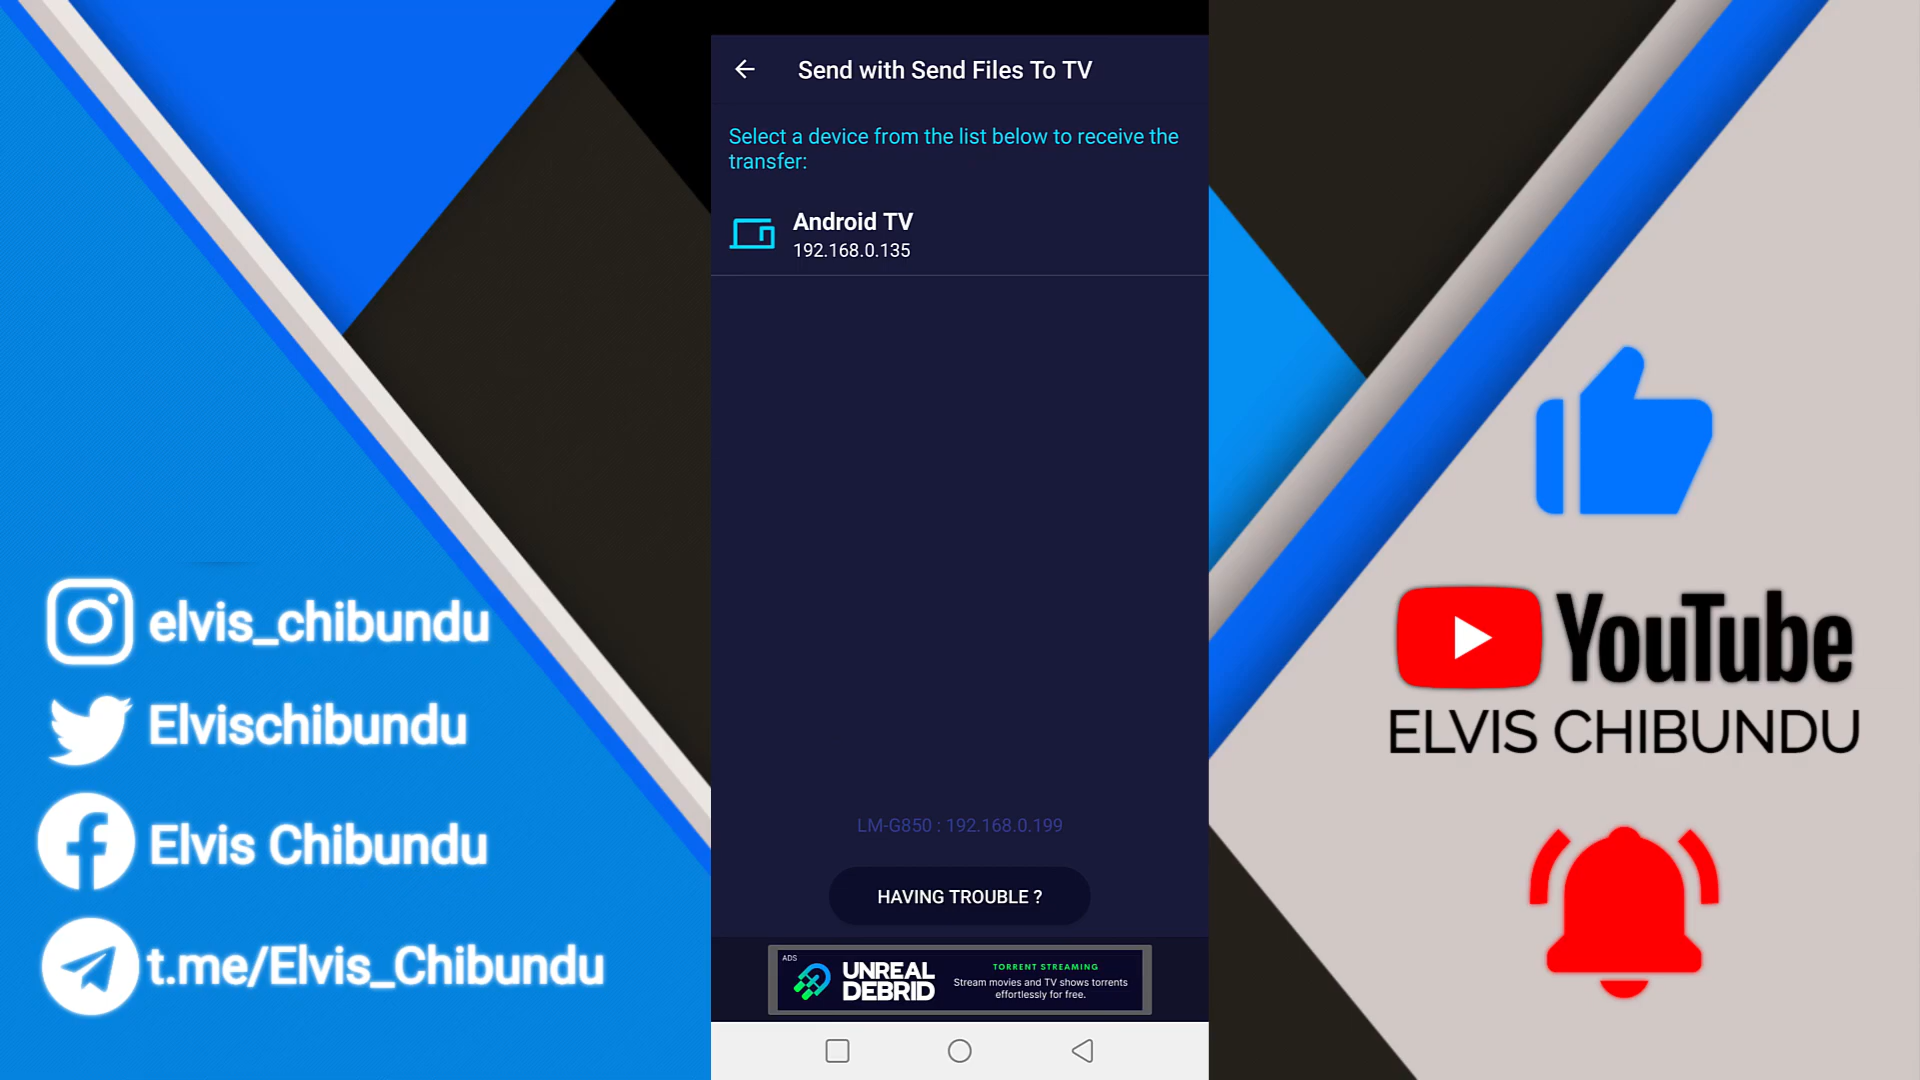 Send with Send Files To TV
Select a device from the list below to receive the
transfer:
Android TV
192.168.0.135
LM-G850 : 192.168.0.199
HAVING TROUBLE ?
ADS
UNREAL
DEBRID
TORRENT STREAMING
Stream movies and TV shows torrents
effortlessly for free.
elvis_chibundu
Elvischibundu
Elvis Chibundu
t.me/Elvis_Chibundu
YouTube
ELVIS CHIBUNDU